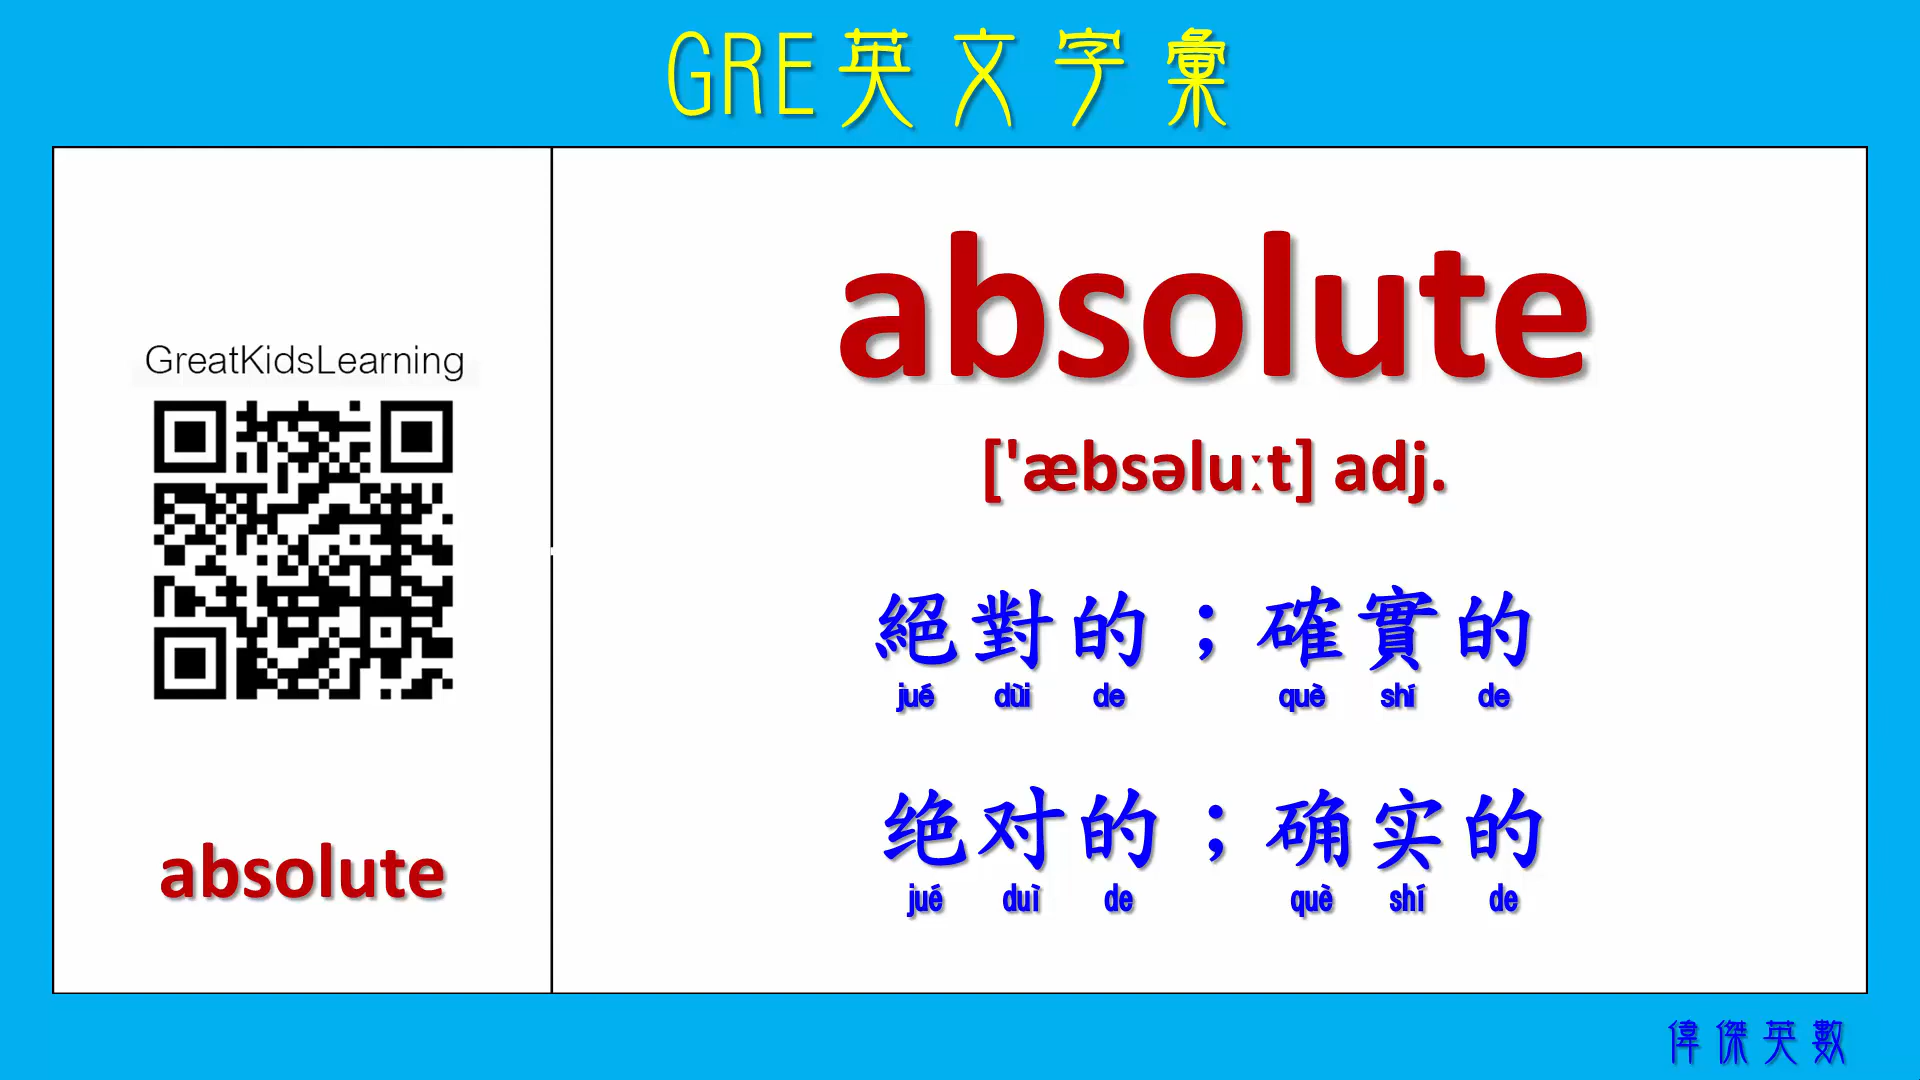 GRE英文字彙
GreatKidsLearning
absolute
absolute
['æbsəluːt] adj.
絕對的；確實的
jué dùi de què shí de
绝对的；确实的
jué duì de què shí de
偉傑英數